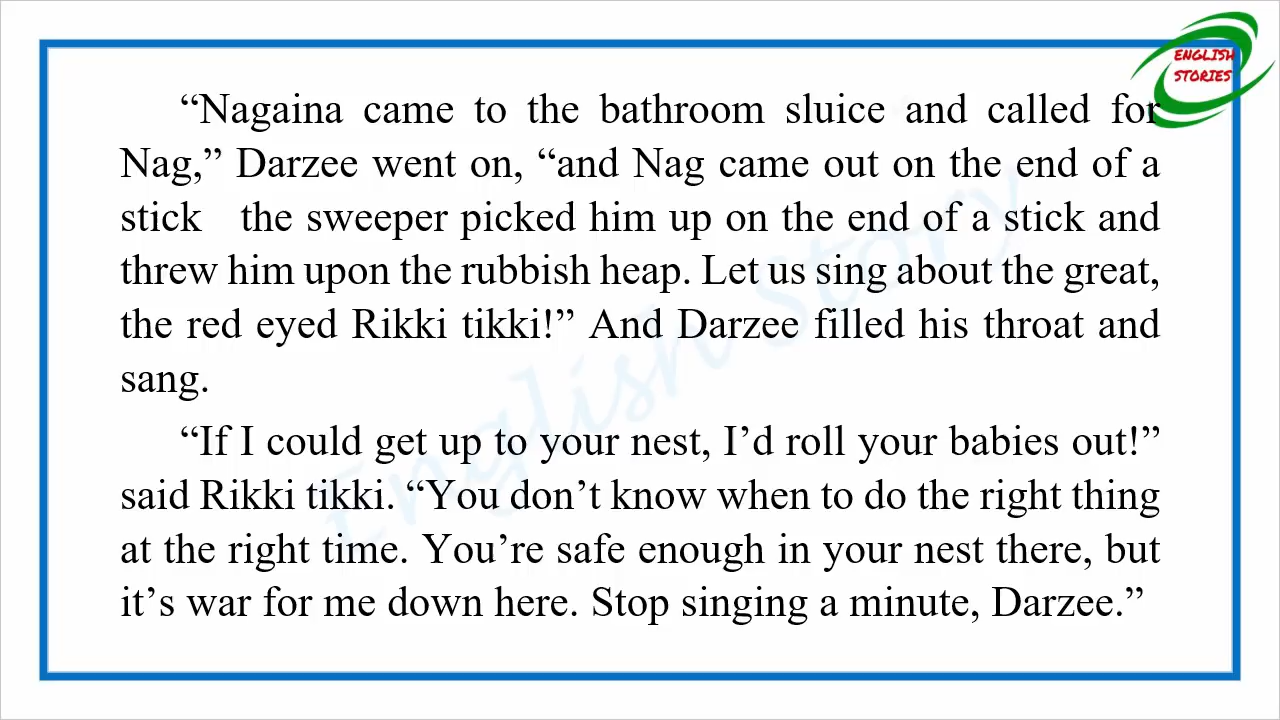 ENGLISH
STORIES
“Nagaina came to the bathroom sluice and called for
Nag,” Darzee went on, “and Nag came out on the end of a
stick the sweeper picked him up on the end of a stick and
threw him upon the rubbish heap. Let us sing about the great,
the red eyed Rikki tikki!” And Darzee filled his throat and
sang.
“If I could get up to your nest, I’d roll your babies out!”
said Rikki tikki. “You don’t know when to do the right thing
at the right time. You’re safe enough in your nest there, but
it’s war for me down here. Stop singing a minute, Darzee.”
English Story